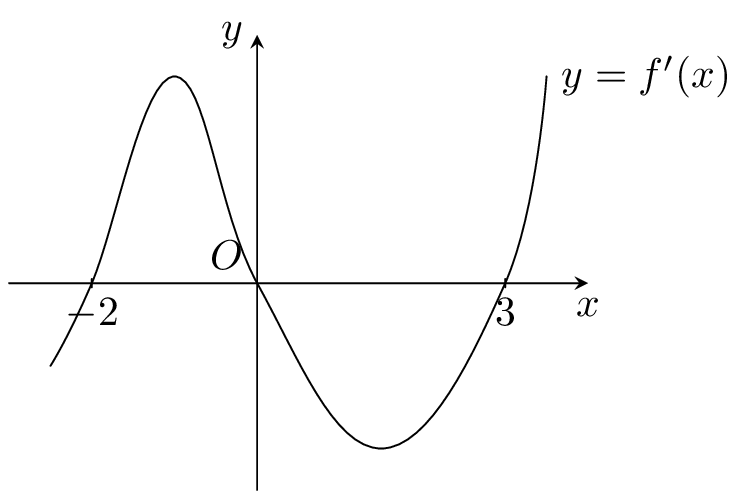 y
y = f′(x)
O
−2
3
x